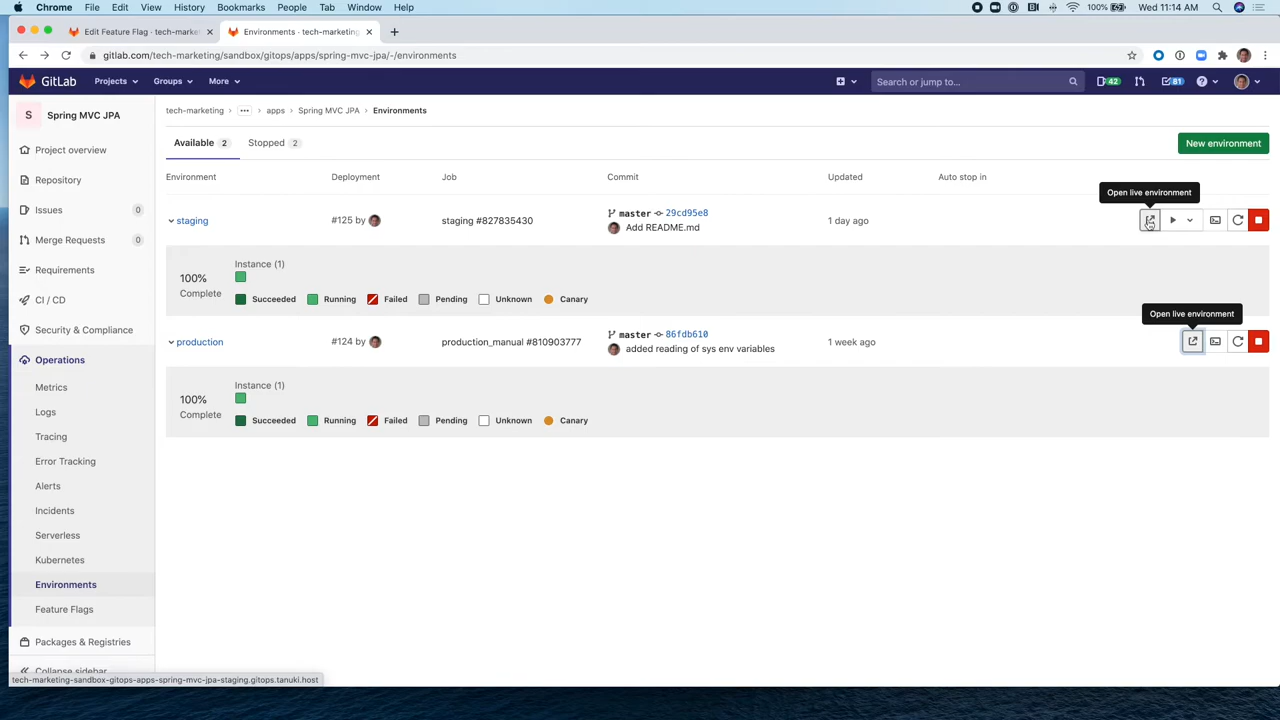 Chrome File Edit View History Bookmarks People Tab Window Help 100% Wed 11:14 AM
Edit Feature Flag · tech-marke Environments · tech-marketing
gitlab.com/tech-marketing/sandbox/gitops/apps/spring-mvc-jpa/-/environments
GitLab Projects Groups More Search or jump to... 42 81
S Spring MVC JPA
tech-marketing › ... › apps › Spring MVC JPA › Environments
Project overview
Repository
Issues 0
Merge Requests 0
Requirements
CI / CD
Security & Compliance
Operations
Metrics
Logs
Tracing
Error Tracking
Alerts
Incidents
Serverless
Kubernetes
Environments
Feature Flags
Packages & Registries
Collapse sidebar
Available 2 Stopped 2 New environment
Environment Deployment Job Commit Updated Auto stop in
Open live environment
staging #125 by staging #827835430 master 29cd95e8 1 day ago
Add README.md
100% Complete
Instance (1)
Succeeded Running Failed Pending Unknown Canary
Open live environment
production #124 by production_manual #810903777 master 86fdb610 1 week ago
added reading of sys env variables
100% Complete
Instance (1)
Succeeded Running Failed Pending Unknown Canary
tech-marketing-sandbox-gitops-apps-spring-mvc-jpa-staging.gitops.tanuki.host